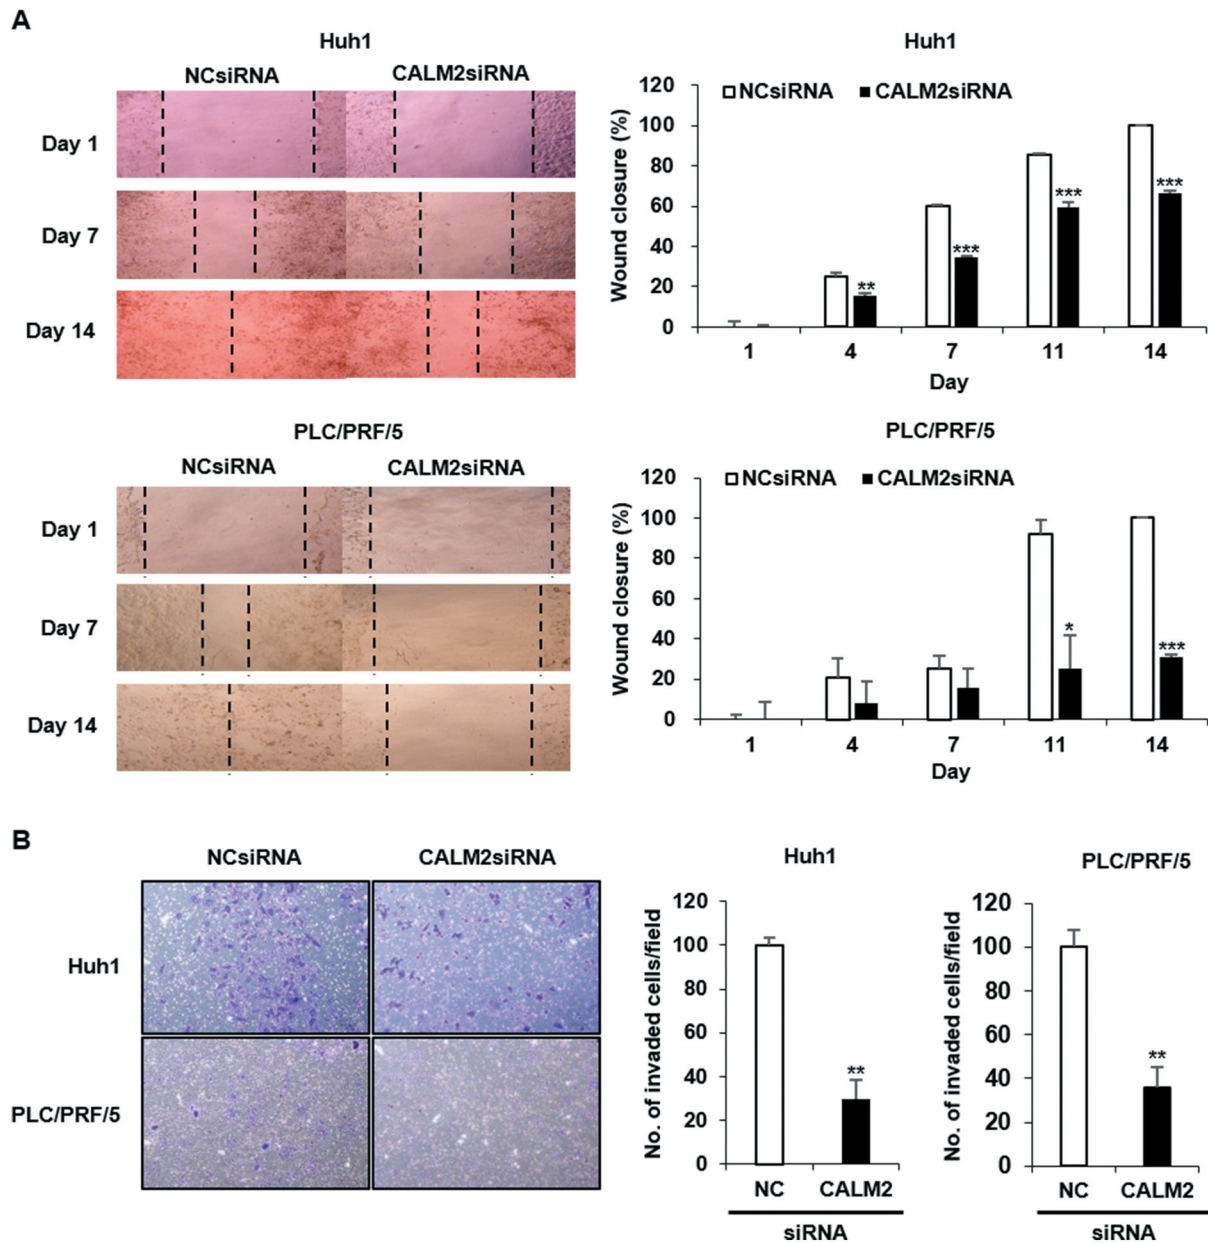 A
Huh1
NCsiRNA CALM2siRNA
Day 1
Day 7
Day 14
Huh1
NCsiRNA CALM2siRNA
Wound closure (%)
120
100
80
60
40
20
0
** *** *** ***
1 4 7 11 14
Day
PLC/PRF/5
NCsiRNA CALM2siRNA
Day 1
Day 7
Day 14
PLC/PRF/5
NCsiRNA CALM2siRNA
Wound closure (%)
120
100
80
60
40
20
0
* ***
1 4 7 11 14
Day
B
NCsiRNA CALM2siRNA
Huh1
PLC/PRF/5
Huh1
No. of invaded cells/field
120
100
80
60
40
20
0
**
NC CALM2
siRNA
PLC/PRF/5
No. of invaded cells/field
120
100
80
60
40
20
0
**
NC CALM2
siRNA